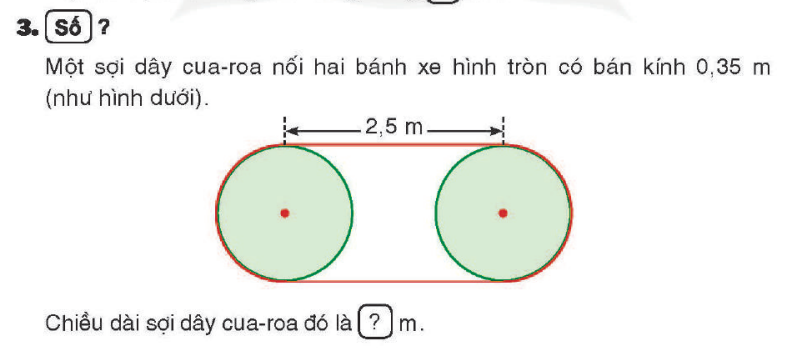 3. Số ?
Một sợi dây cua-roa nối hai bánh xe hình tròn có bán kính 0,35 m
(như hình dưới).
2,5 m
Chiều dài sợi dây cua-roa đó là ? m.